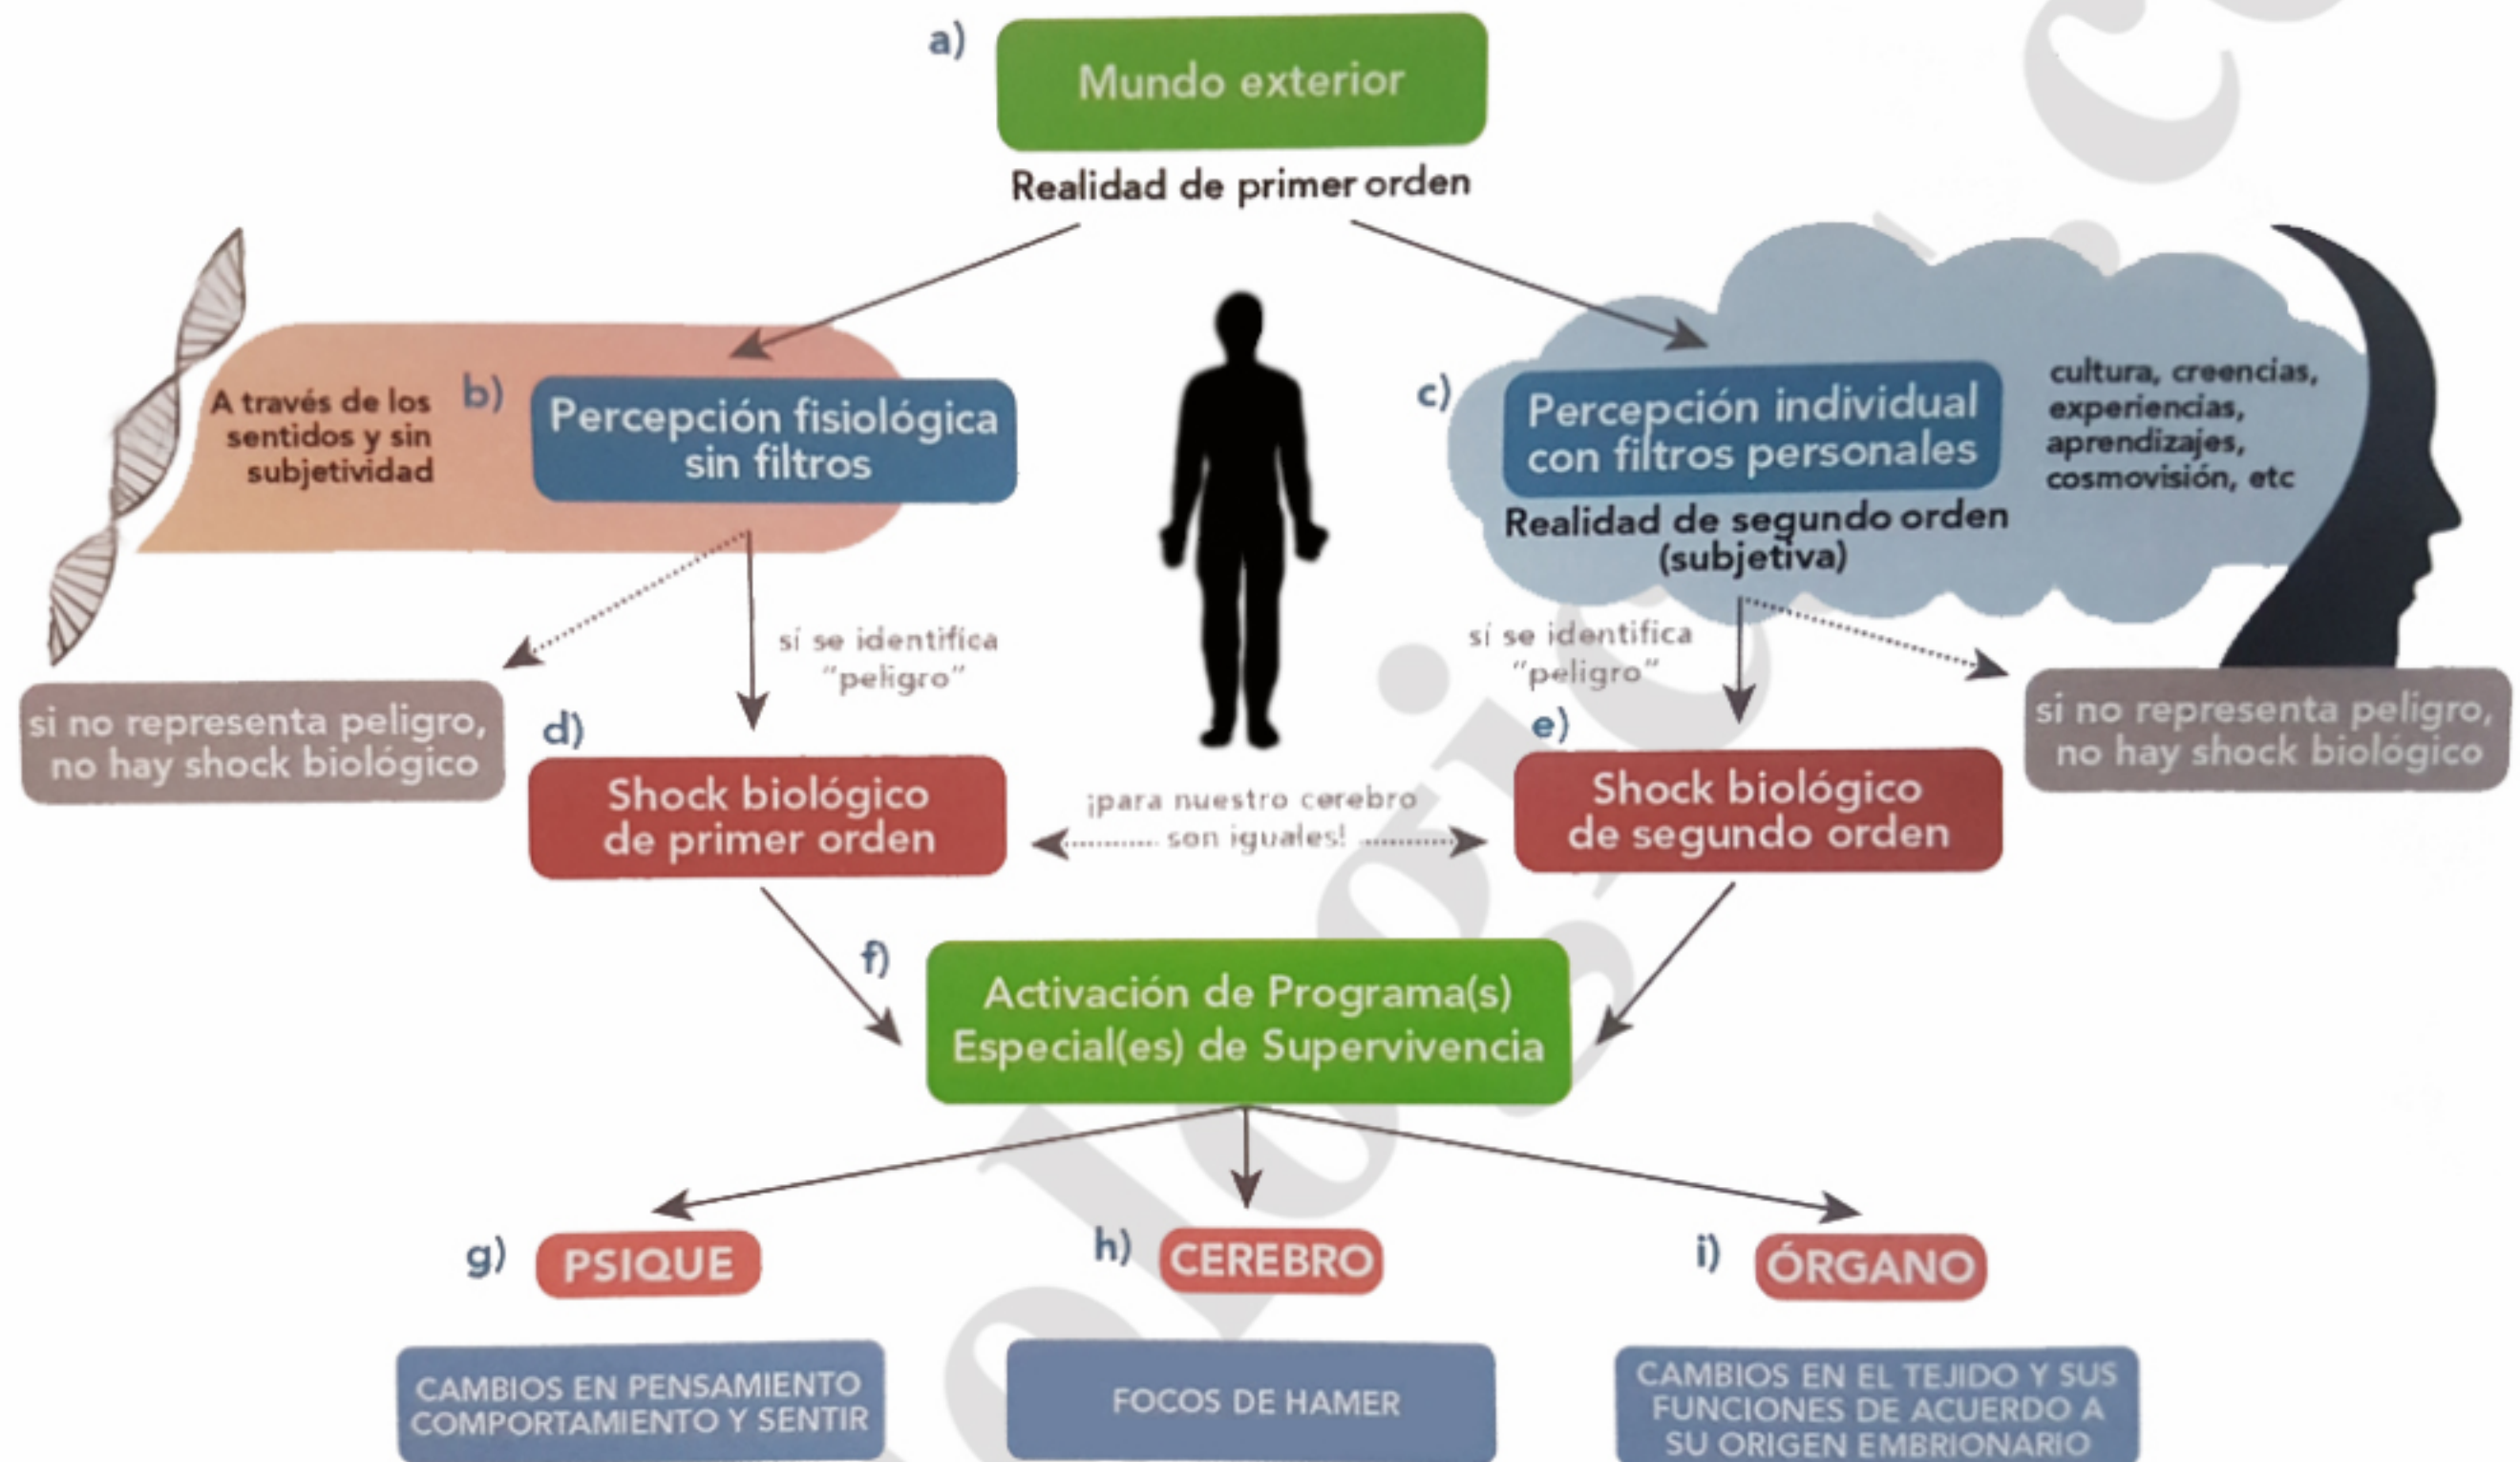 a)
Mundo exterior
Realidad de primer orden
A través de los
sentidos y sin
subjetividad
b)
Percepción fisiológica
sin filtros
c)
Percepción individual
con filtros personales
Realidad de segundo orden
(subjetiva)
cultura, creencias,
experiencias,
aprendizajes,
cosmovisión, etc
sí se identifica
"peligro"
sí se identifica
"peligro"
si no representa peligro,
no hay shock biológico
d)
Shock biológico
de primer orden
¡para nuestro cerebro
son iguales!
e)
Shock biológico
de segundo orden
si no representa peligro,
no hay shock biológico
f)
Activación de Programa(s)
Especial(es) de Supervivencia
g)
PSIQUE
h)
CEREBRO
i)
ÓRGANO
CAMBIOS EN PENSAMIENTO
COMPORTAMIENTO Y SENTIR
FOCOS DE HAMER
CAMBIOS EN EL TEJIDO Y SUS
FUNCIONES DE ACUERDO A
SU ORIGEN EMBRIONARIO